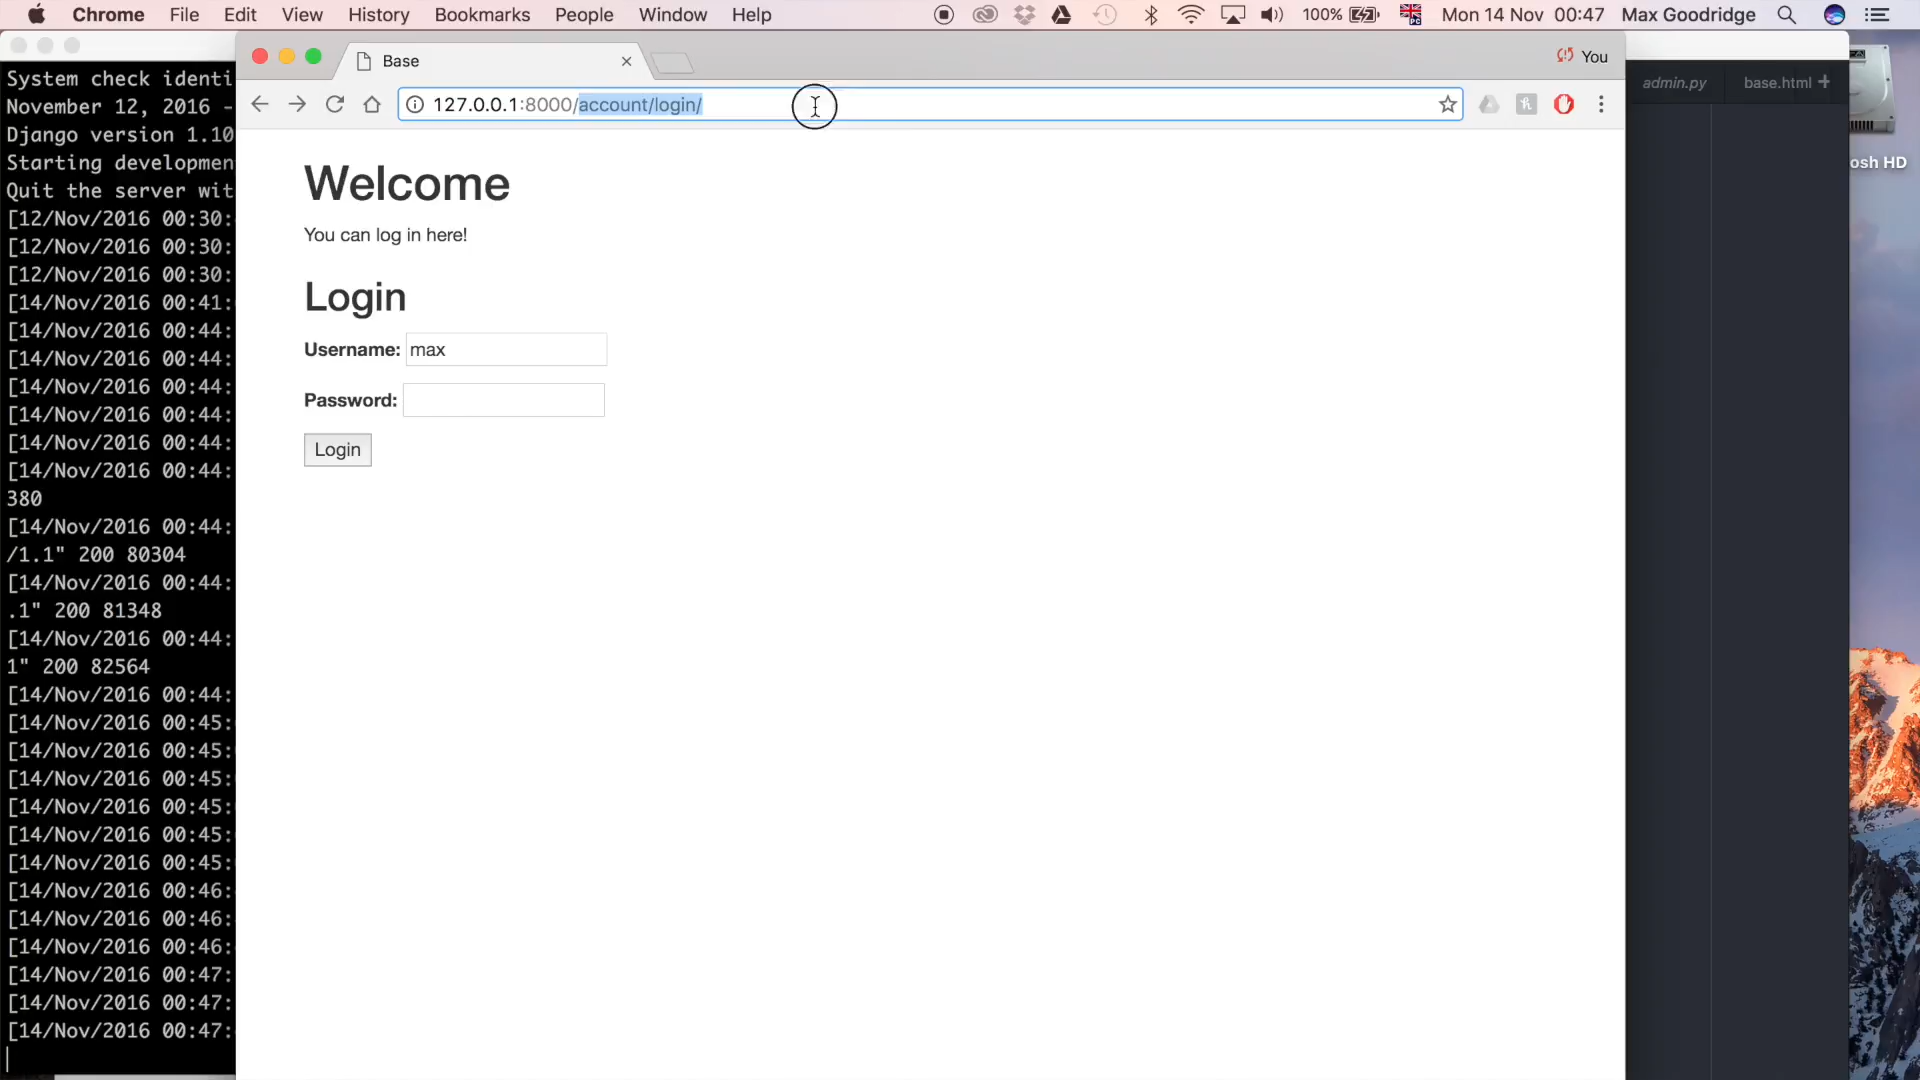 Chrome File Edit View History Bookmarks People Window Help 100% Mon 14 Nov 00:47 Max Goodridge
Base You
127.0.0.1:8000/account/login/
admin.py base.html +
osh HD
System check identi
November 12, 2016 -
Django version 1.10
Starting developmen
Quit the server wit
[12/Nov/2016 00:30:
[12/Nov/2016 00:30:
[12/Nov/2016 00:30:
[14/Nov/2016 00:41:
[14/Nov/2016 00:44:
[14/Nov/2016 00:44:
[14/Nov/2016 00:44:
[14/Nov/2016 00:44:
[14/Nov/2016 00:44:
[14/Nov/2016 00:44:
380
[14/Nov/2016 00:44:
/1.1" 200 80304
[14/Nov/2016 00:44:
.1" 200 81348
[14/Nov/2016 00:44:
1" 200 82564
[14/Nov/2016 00:44:
[14/Nov/2016 00:45:
[14/Nov/2016 00:45:
[14/Nov/2016 00:45:
[14/Nov/2016 00:45:
[14/Nov/2016 00:45:
[14/Nov/2016 00:45:
[14/Nov/2016 00:46:
[14/Nov/2016 00:46:
[14/Nov/2016 00:46:
[14/Nov/2016 00:47:
[14/Nov/2016 00:47:
[14/Nov/2016 00:47:
Welcome
You can log in here!
Login
Username: max
Password:
Login